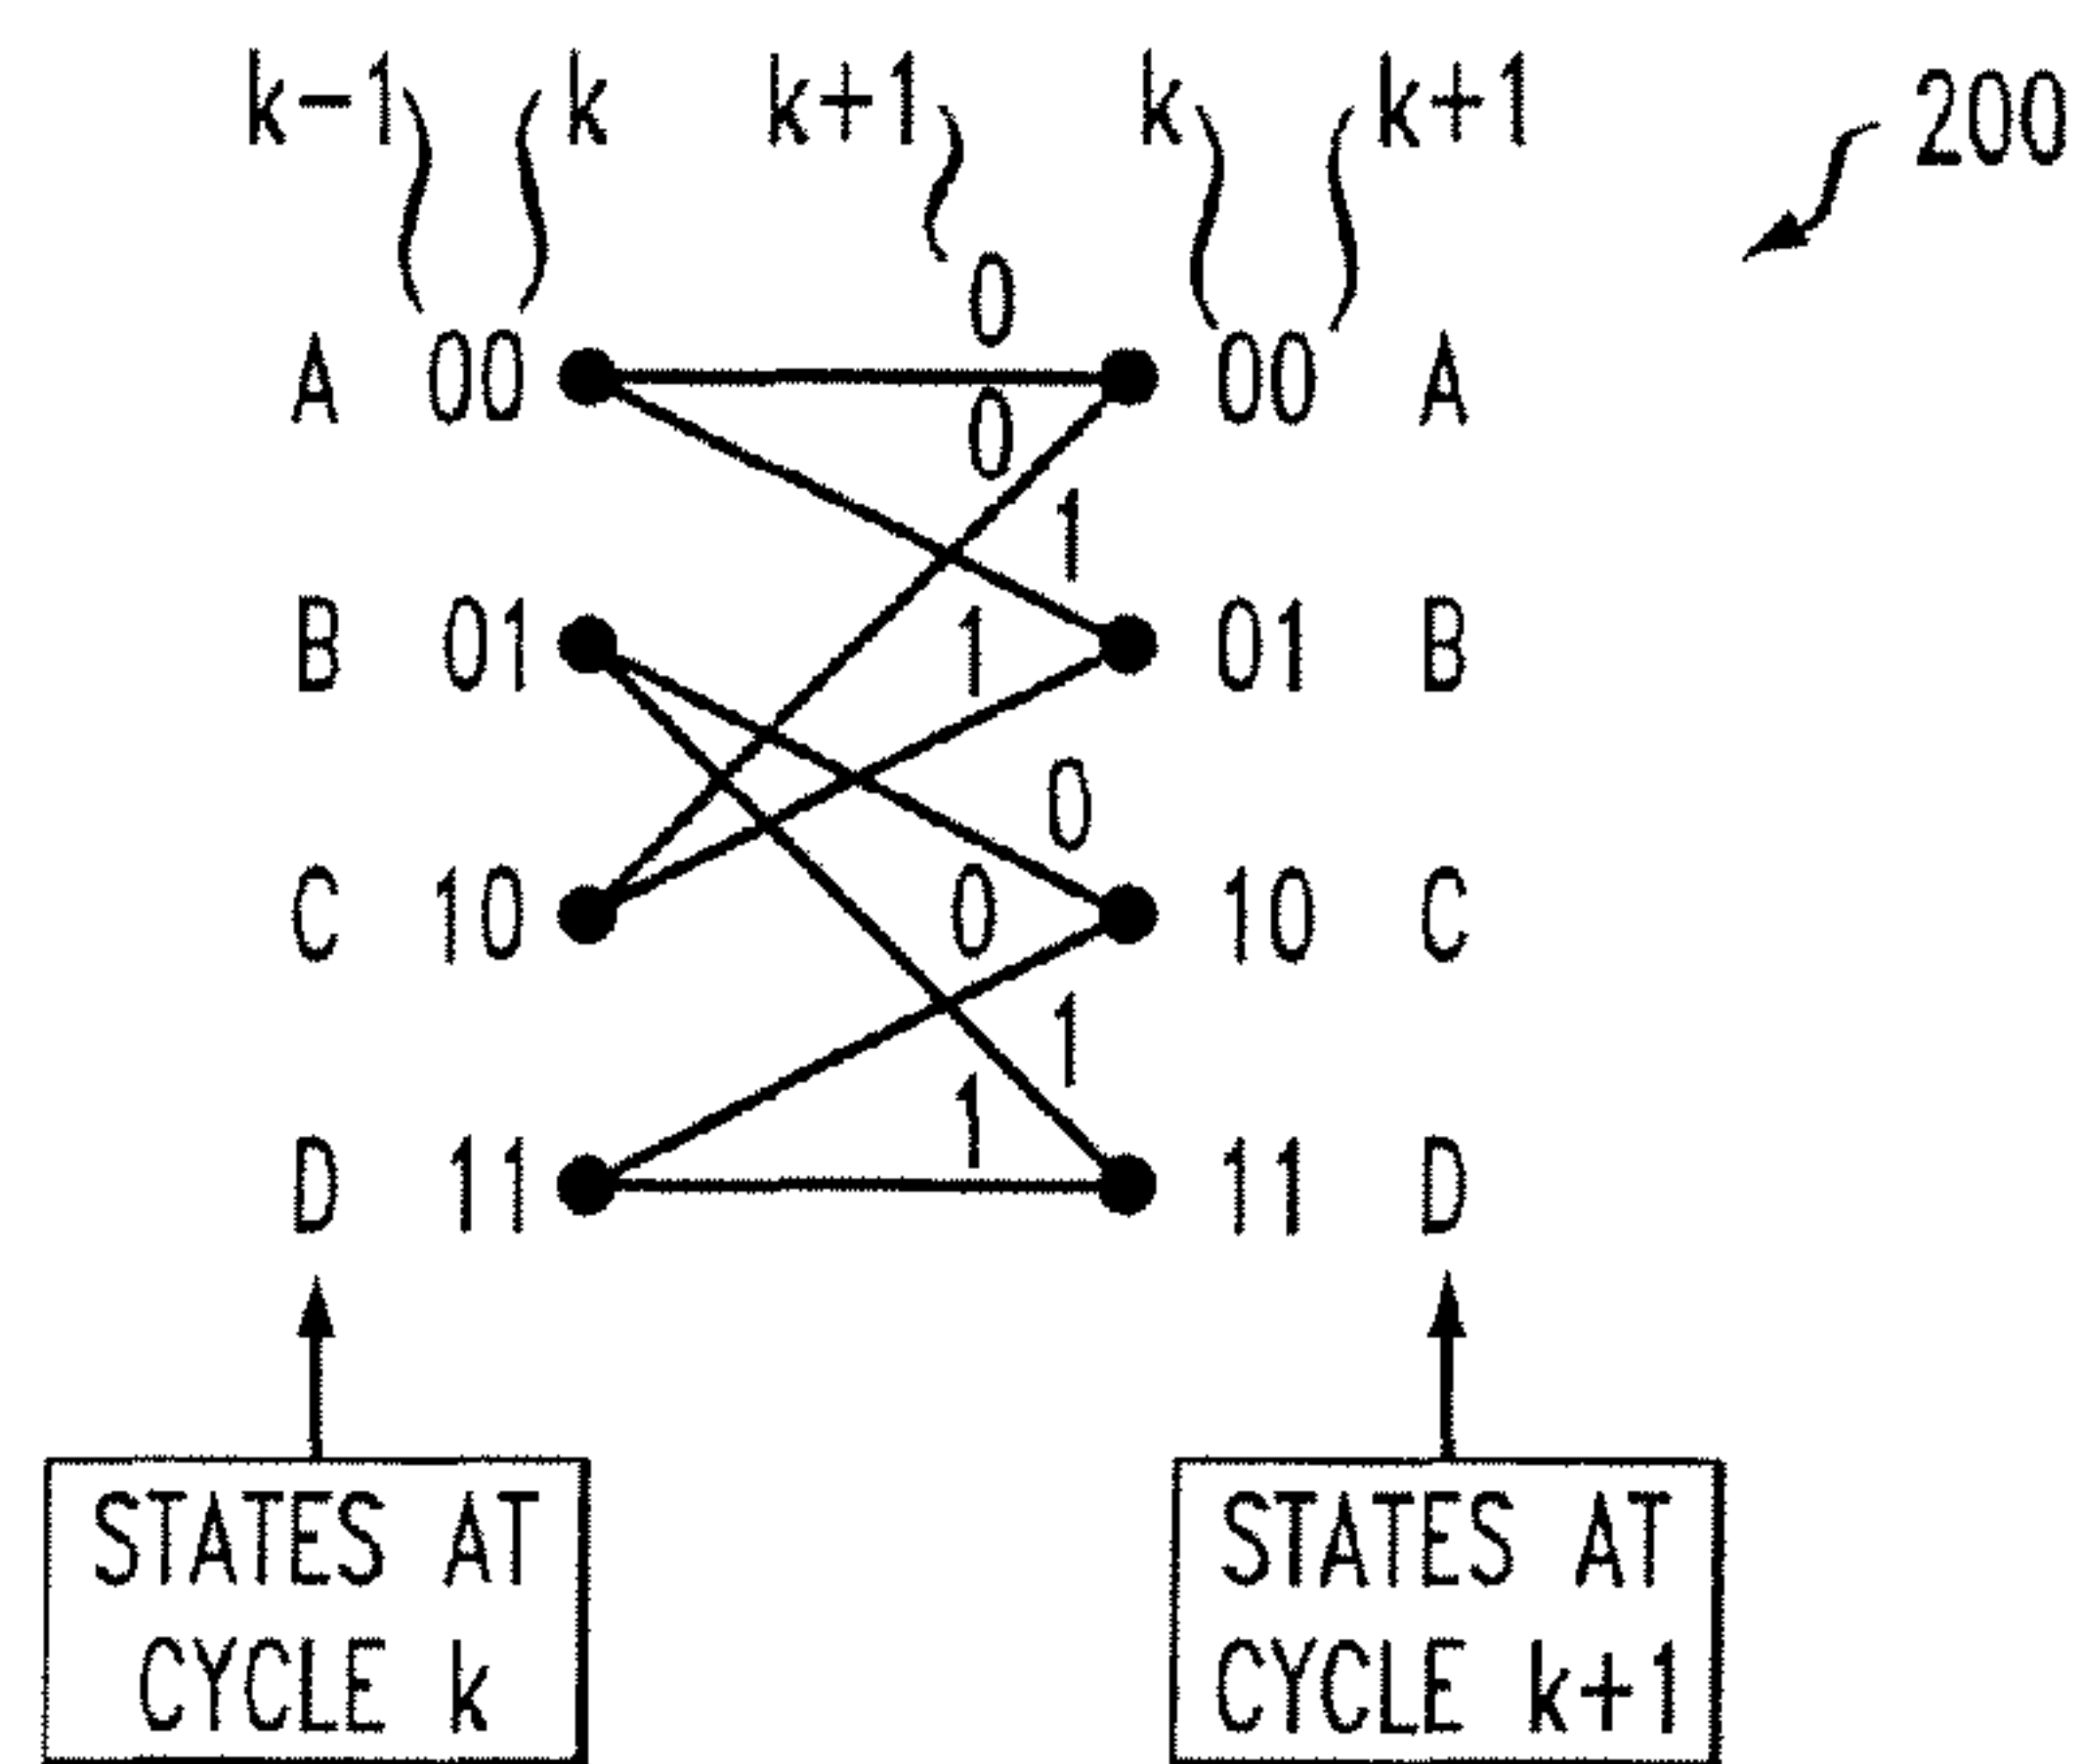 k-1 k k+1 k k+1 200
0
A 00 00 A
0
1
B 01 1 01 B
0
C 10 0 10 C
1
1
D 11 11 D
STATES AT
CYCLE k
STATES AT
CYCLE k+1